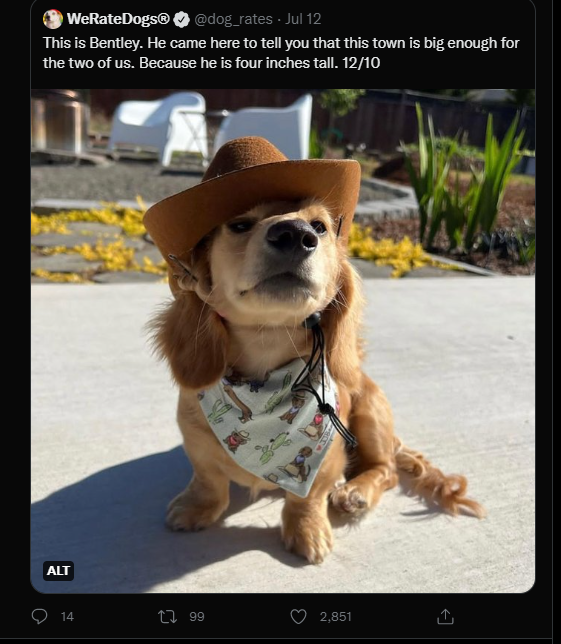 WeRateDogs® @dog_rates · Jul 12
This is Bentley. He came here to tell you that this town is big enough for
the two of us. Because he is four inches tall. 12/10
ALT
14 99 2,851